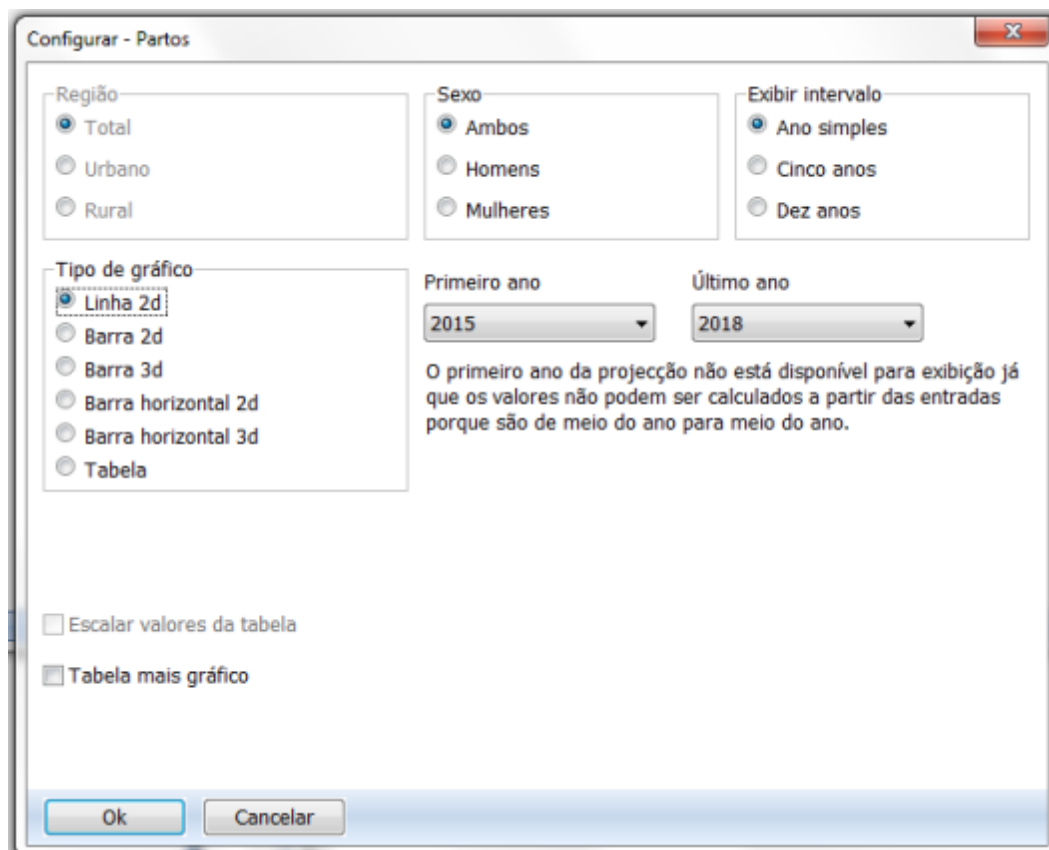 Configurar - Partos
Região
Total
Urbano
Rural
Sexo
Ambos
Homens
Mulheres
Exibir intervalo
Ano simples
Cinco anos
Dez anos
Tipo de gráfico
Linha 2d
Barra 2d
Barra 3d
Barra horizontal 2d
Barra horizontal 3d
Tabela
Primeiro ano
2015
Último ano
2018
O primeiro ano da projecção não está disponível para exibição já
que os valores não podem ser calculados a partir das entradas
porque são de meio do ano para meio do ano.
Escalar valores da tabela
Tabela mais gráfico
Ok
Cancelar